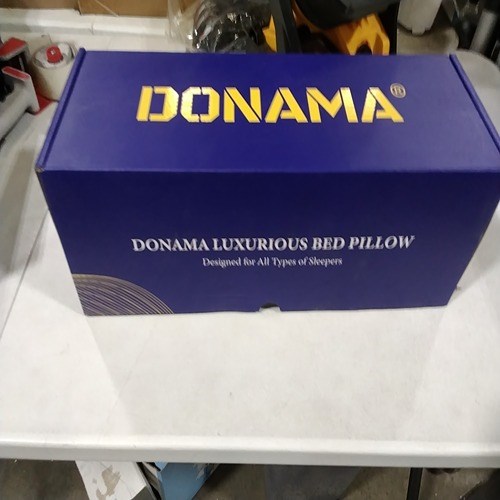 DONAMA®
DONAMA LUXURIOUS BED PILLOW
Designed for All Types of Sleepers